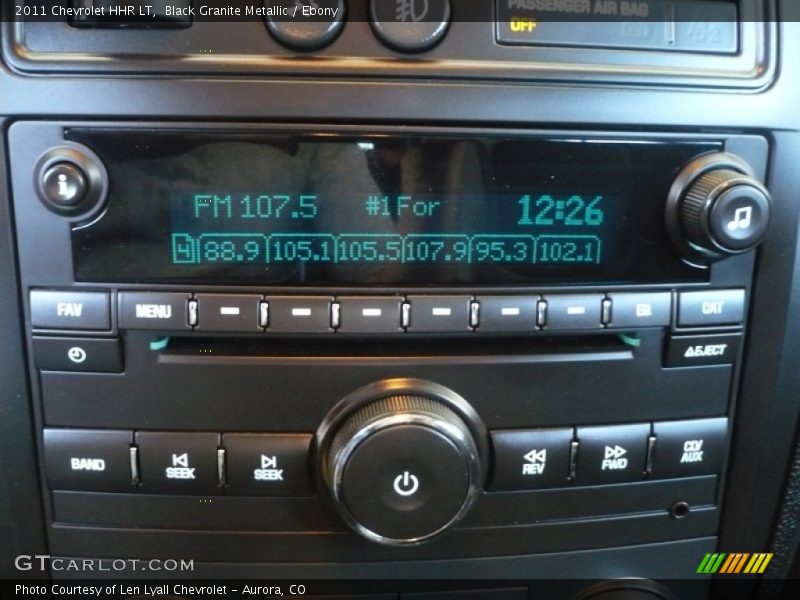 2011 Chevrolet HHR LT, Black Granite Metallic / Ebony
PASSENGER AIR BAG
OFF
i
FM 107.5 #1 For 12:26
4 88.9 105.1 105.5 107.9 95.3 102.1
FAV MENU EQ CAT
EJECT
BAND SEEK SEEK REV FWD CD/AUX
GTCARLOT.COM
Photo Courtesy of Len Lyall Chevrolet - Aurora, CO